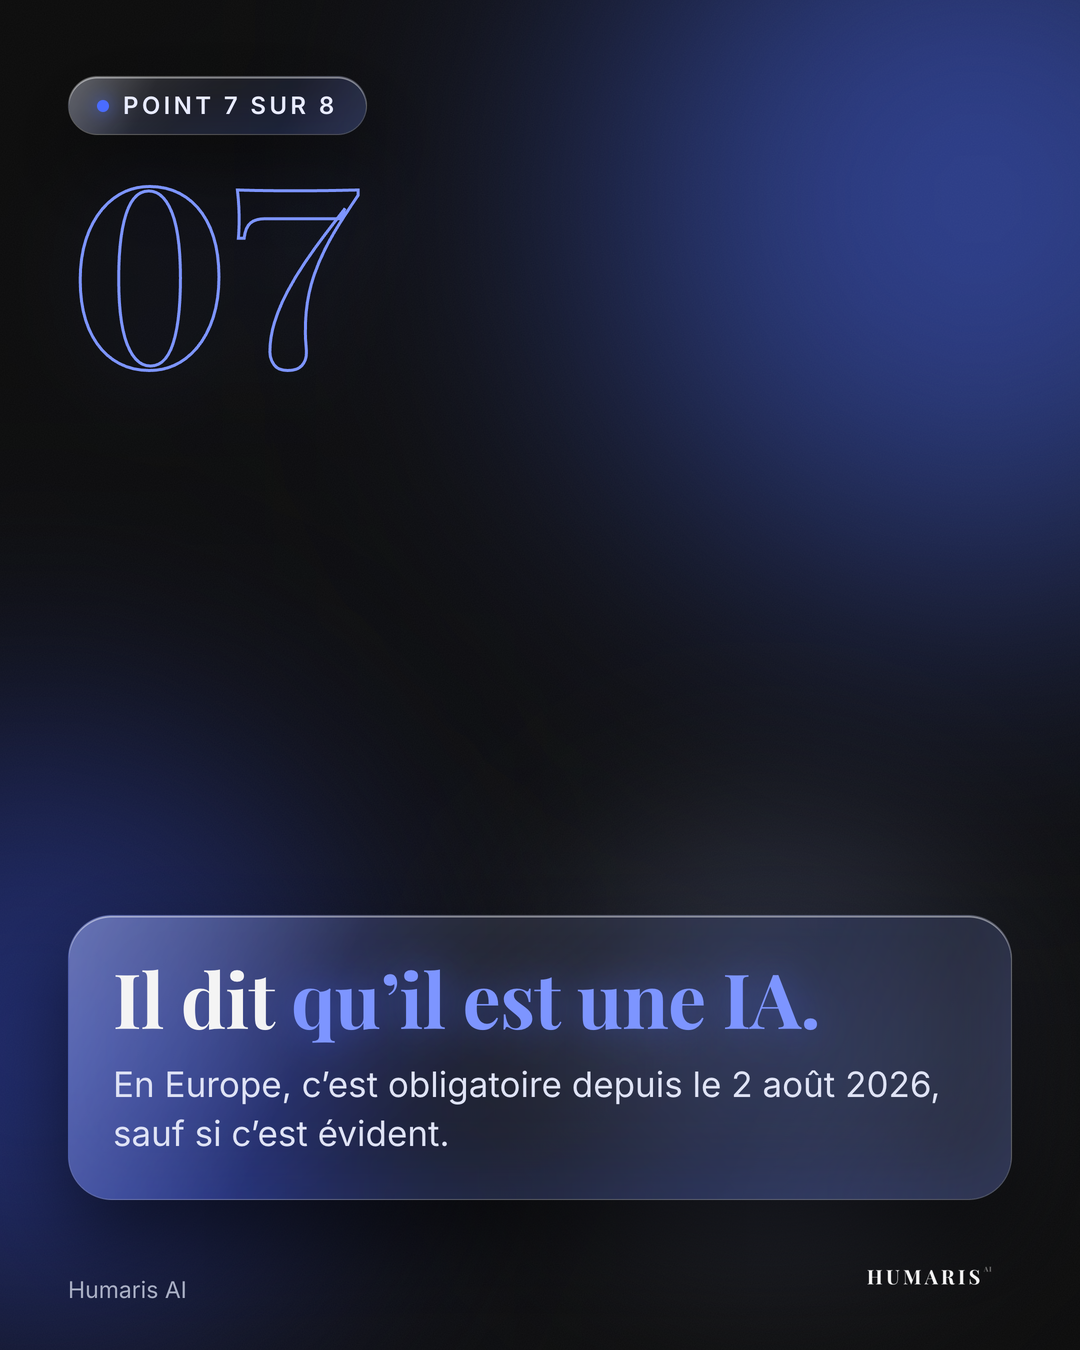 POINT 7 SUR 8
07
Il dit qu’il est une IA.
En Europe, c’est obligatoire depuis le 2 août 2026,
sauf si c’est évident.
Humaris AI
HUMARIS AI